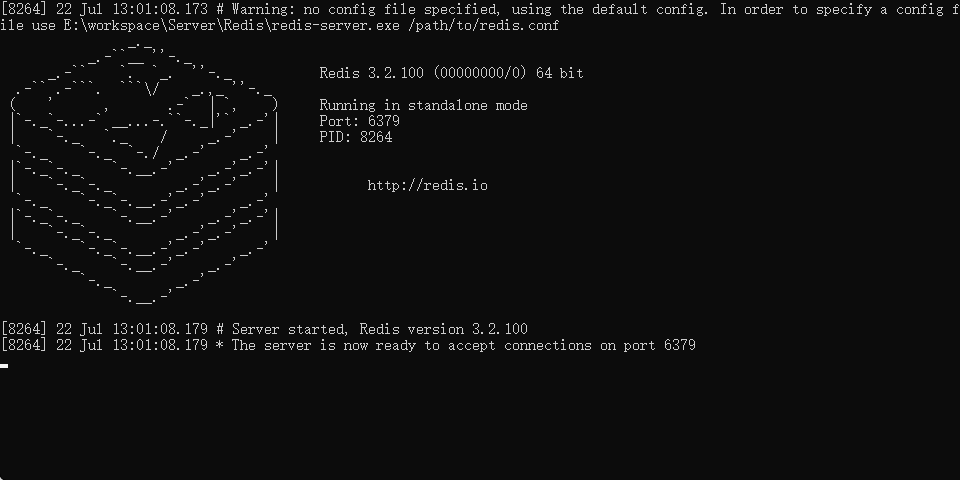 [8264] 22 Jul 13:01:08.173 # Warning: no config file specified, using the default config. In order to specify a config f
ile use E:\workspace\Server\Redis\redis-server.exe /path/to/redis.conf
Redis 3.2.100 (00000000/0) 64 bit
Running in standalone mode
Port: 6379
PID: 8264
http://redis.io
[8264] 22 Jul 13:01:08.179 # Server started, Redis version 3.2.100
[8264] 22 Jul 13:01:08.179 * The server is now ready to accept connections on port 6379